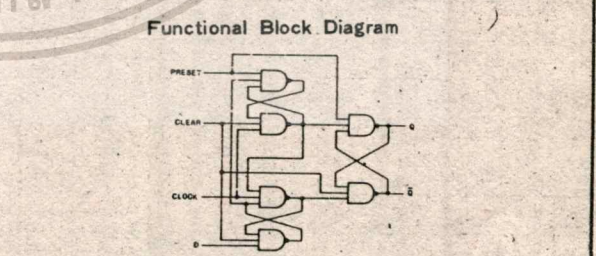 Functional Block Diagram
PRESET
CLEAR
Q
CLOCK
Q̅
D